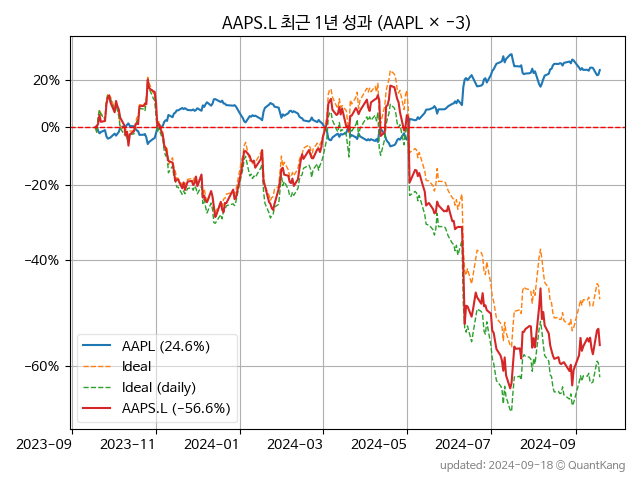 AAPS.L 최근 1년 성과 (AAPL × −3)
20%
0%
−20%
−40%
−60%
AAPL (24.6%)
Ideal
Ideal (daily)
AAPS.L (−56.6%)
2023-09
2023-11
2024-01
2024-03
2024-05
2024-07
2024-09
updated: 2024-09-18 @ QuantKang